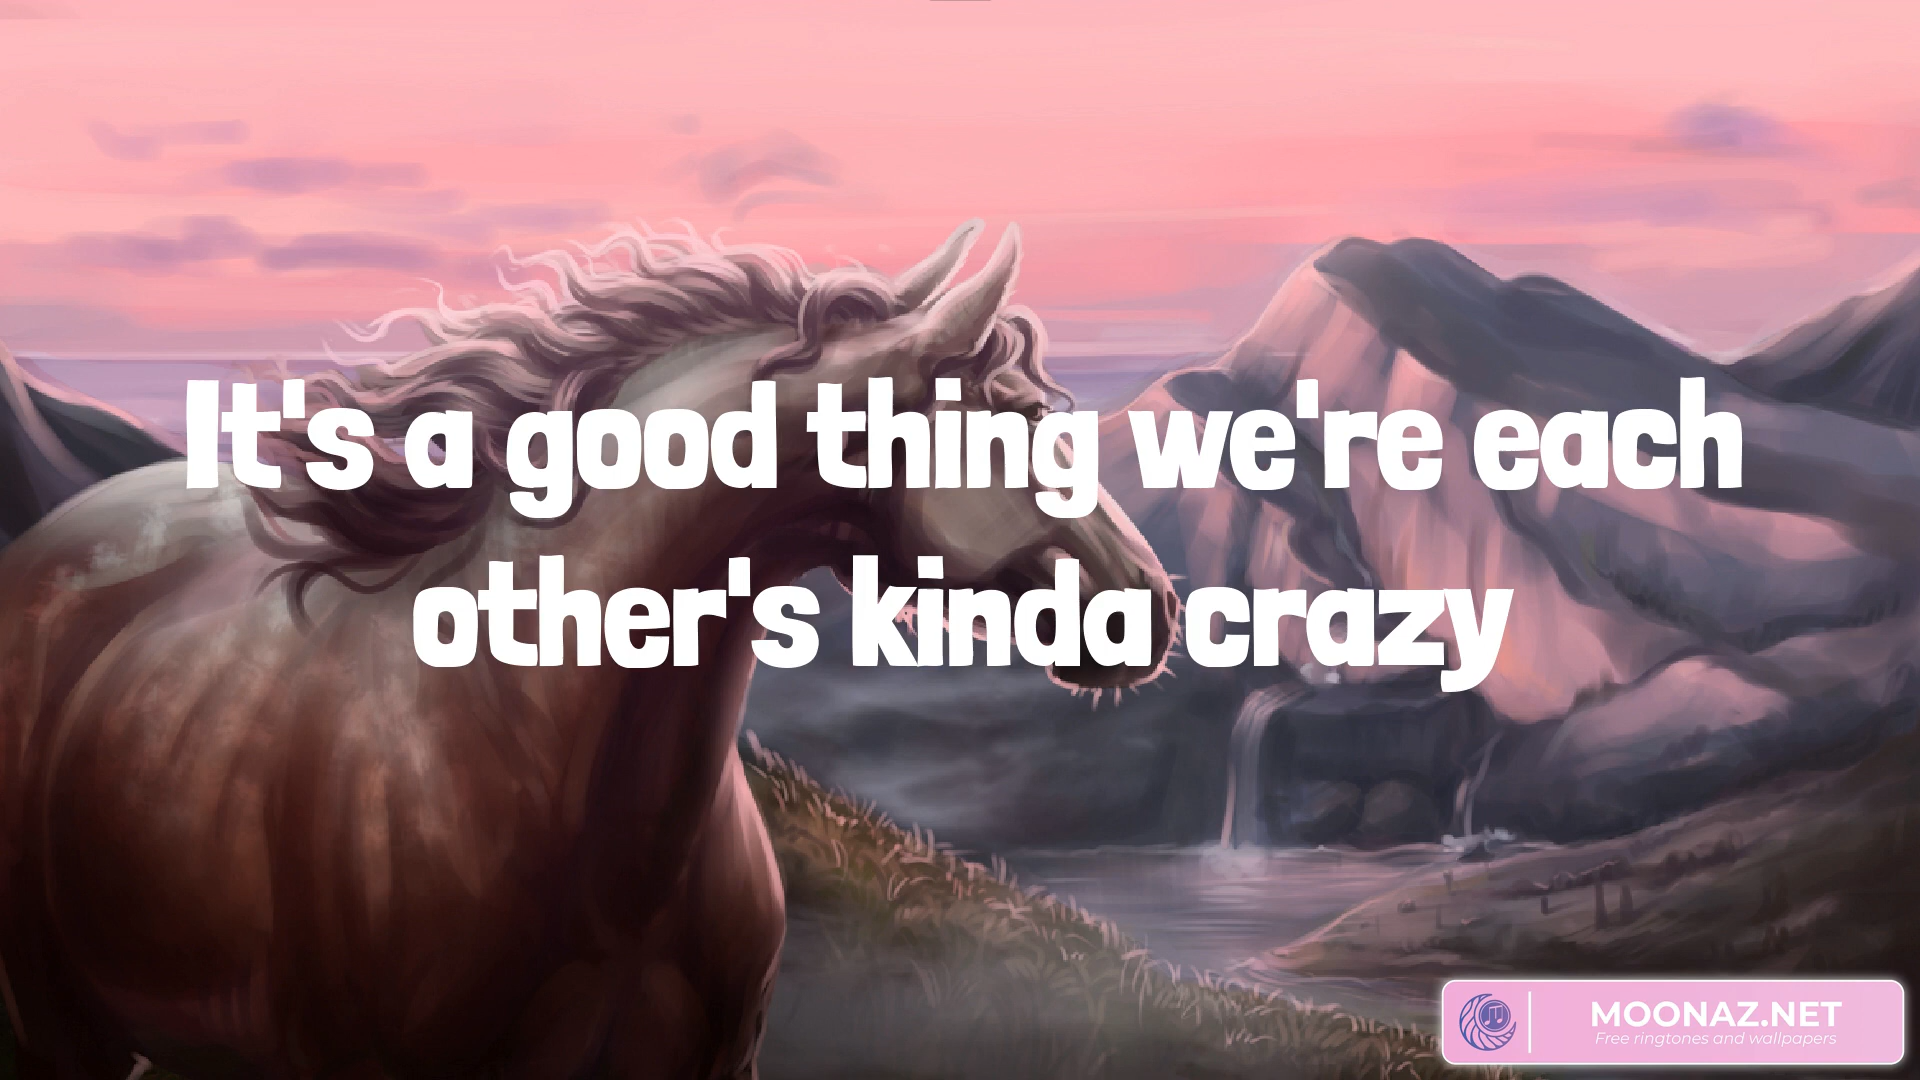 It's a good thing we're each
other's kinda crazy
MOONAZ.NET
Free ringtones and wallpapers